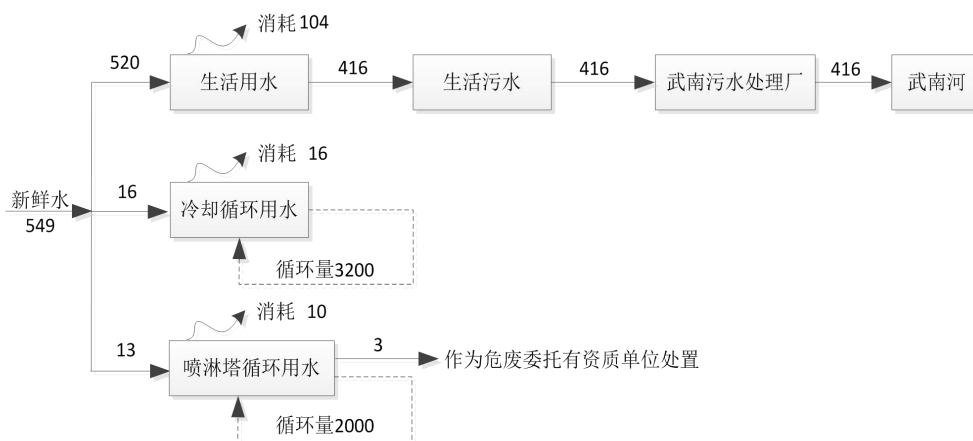 消耗104
520
生活用水
416
生活污水
416
武南污水处理厂
416
武南河
消耗 16
新鲜水
549
16
冷却循环用水
循环量3200
消耗 10
13
喷淋塔循环用水
3
作为危废委托有资质单位处置
循环量2000